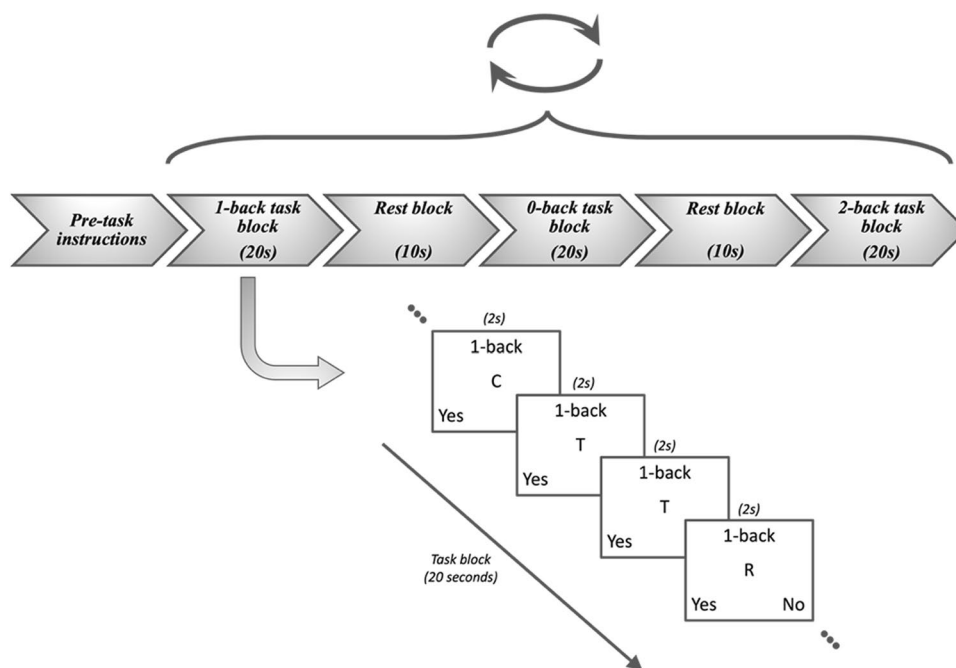 Pre-task
instructions
1-back task
block
(20s)
Rest block
(10s)
0-back task
block
(20s)
Rest block
(10s)
2-back task
block
(20s)
(2s)
1-back
C
Yes
(2s)
1-back
T
Yes
(2s)
1-back
T
Yes
(2s)
1-back
R
Yes No
Task block
(20 seconds)